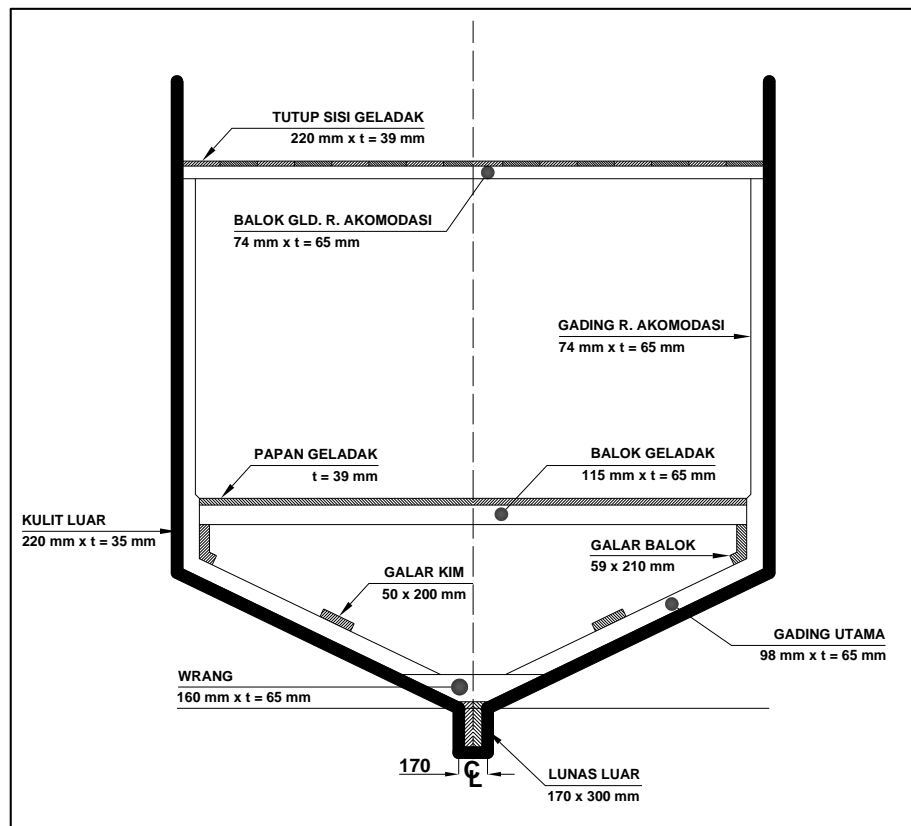 TUTUP SISI GELADAK
220 mm x t = 39 mm
BALOK GLD. R. AKOMODASI
74 mm x t = 65 mm
GADING R. AKOMODASI
74 mm x t = 65 mm
PAPAN GELADAK
t = 39 mm
BALOK GELADAK
115 mm x t = 65 mm
KULIT LUAR
220 mm x t = 35 mm
GALAR BALOK
59 x 210 mm
GALAR KIM
50 x 200 mm
GADING UTAMA
98 mm x t = 65 mm
WRANG
160 mm x t = 65 mm
170
CL
LUNAS LUAR
170 x 300 mm